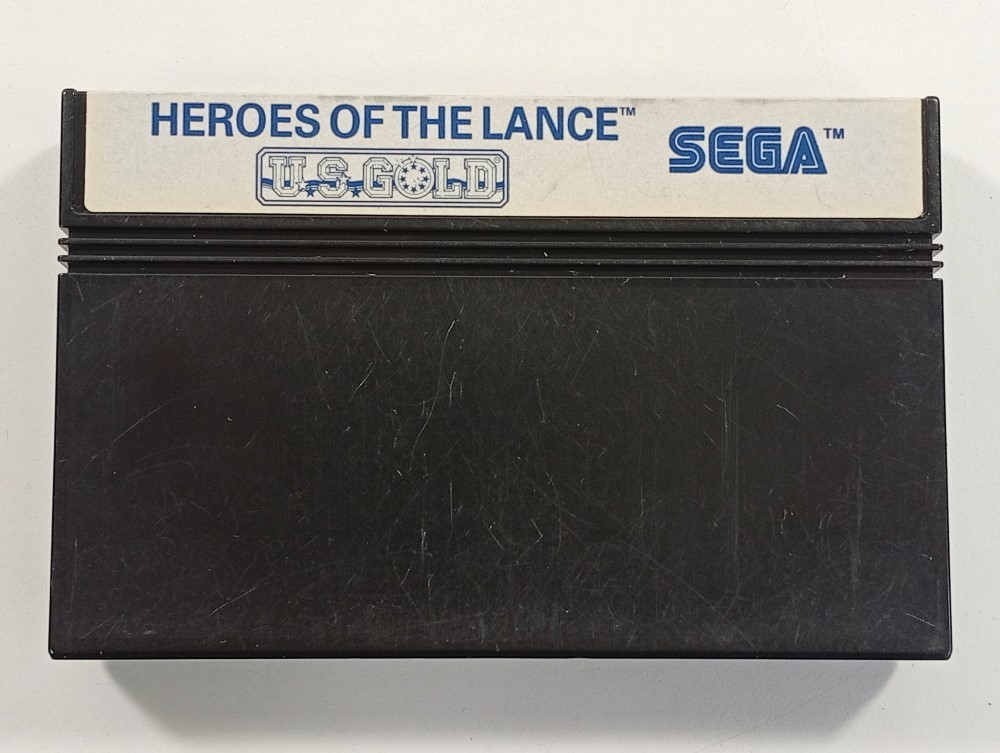 HEROES OF THE LANCE™
U.S. GOLD®
SEGA™